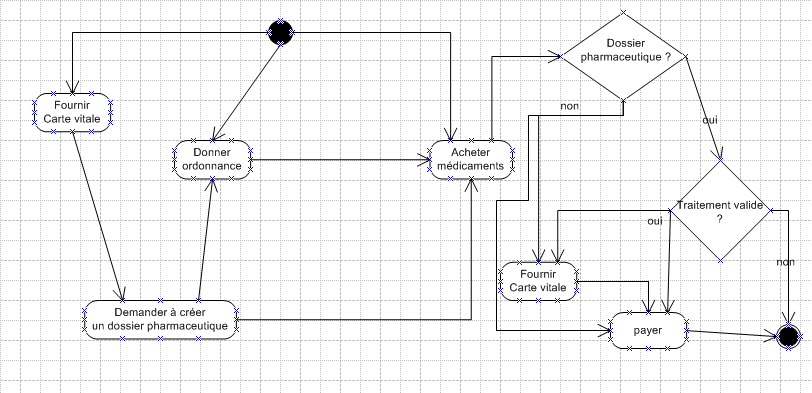 Dossier
pharmaceutique ?
non
oui
Fournir
Carte vitale
Donner
ordonnance
Acheter
médicaments
Traitement valide
?
oui
non
Fournir
Carte vitale
Demander à créer
un dossier pharmaceutique
payer